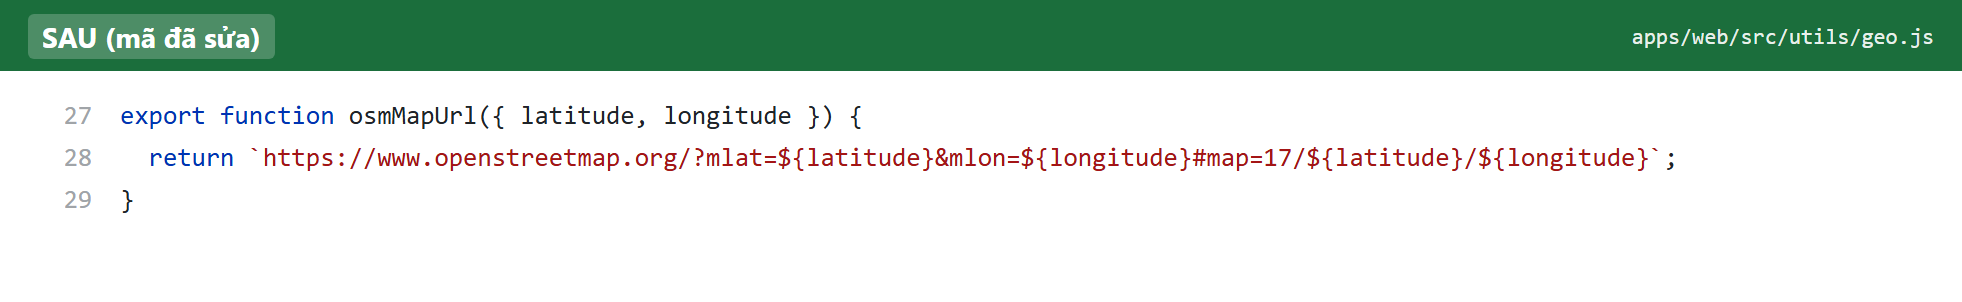 SAU (mã đã sửa)
apps/web/src/utils/geo.js
27 export function osmMapUrl({ latitude, longitude }) {
28   return `https://www.openstreetmap.org/?mlat=${latitude}&mlon=${longitude}#map=17/${latitude}/${longitude}`;
29 }